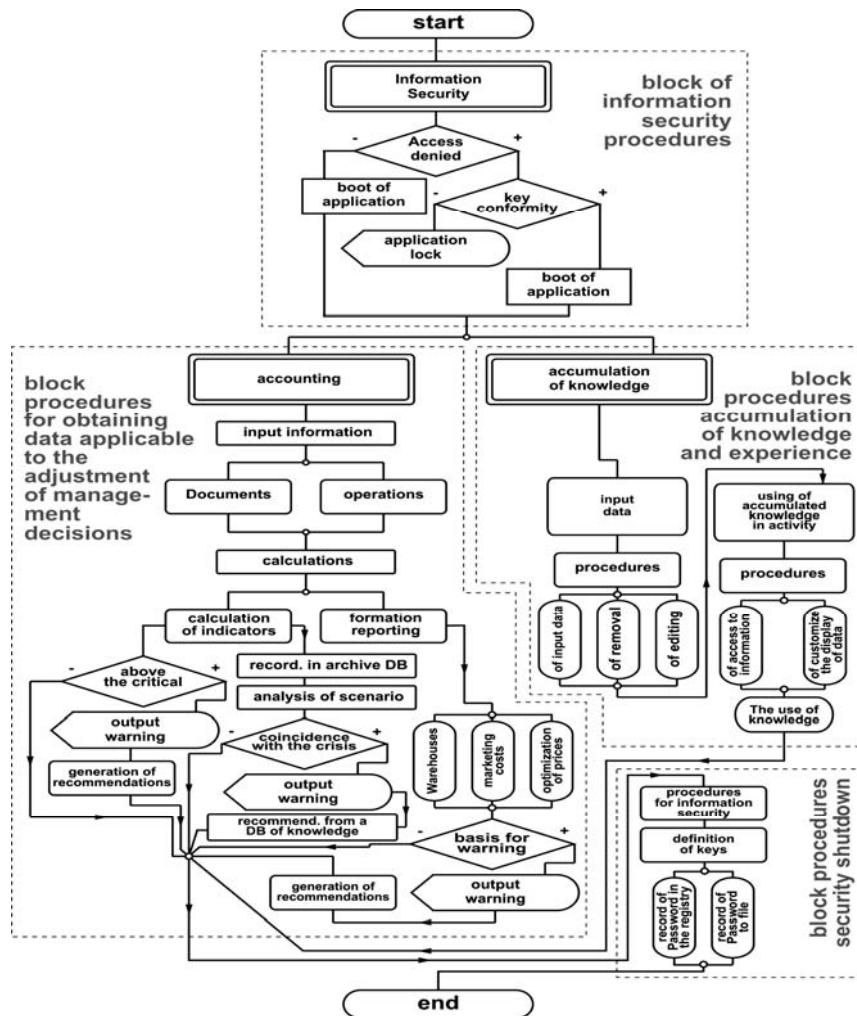 start
Information
Security
block of
information
security
procedures
Access
denied
-
+
boot of
application
key
conformity
-
+
application
lock
boot of
application
block
procedures
for obtaining
data applicable
to the
adjustment
of manage-
ment
decisions
accounting
input information
Documents
operations
calculations
calculation
of indicators
formation
reporting
above
the critical
-
+
record. in archive DB
analysis of scenario
output
warning
coincidence
with the crisis
-
+
generation of
recommendations
output
warning
recommend. from a
DB of knowledge
Warehouses
marketing
costs
optimization
of prices
basis for
warning
-
+
generation of
recommendations
output
warning
accumulation
of knowledge
block
procedures
accumulation
of knowledge
and experience
input
data
procedures
of input data
of removal
of editing
using of
accumulated
knowledge
in activity
procedures
of access to
information
of customize
the display
of data
The use of
knowledge
procedures
for information
security
definition
of keys
record of
Password in
the registry
record of
Password
to file
block procedures
security shutdown
end